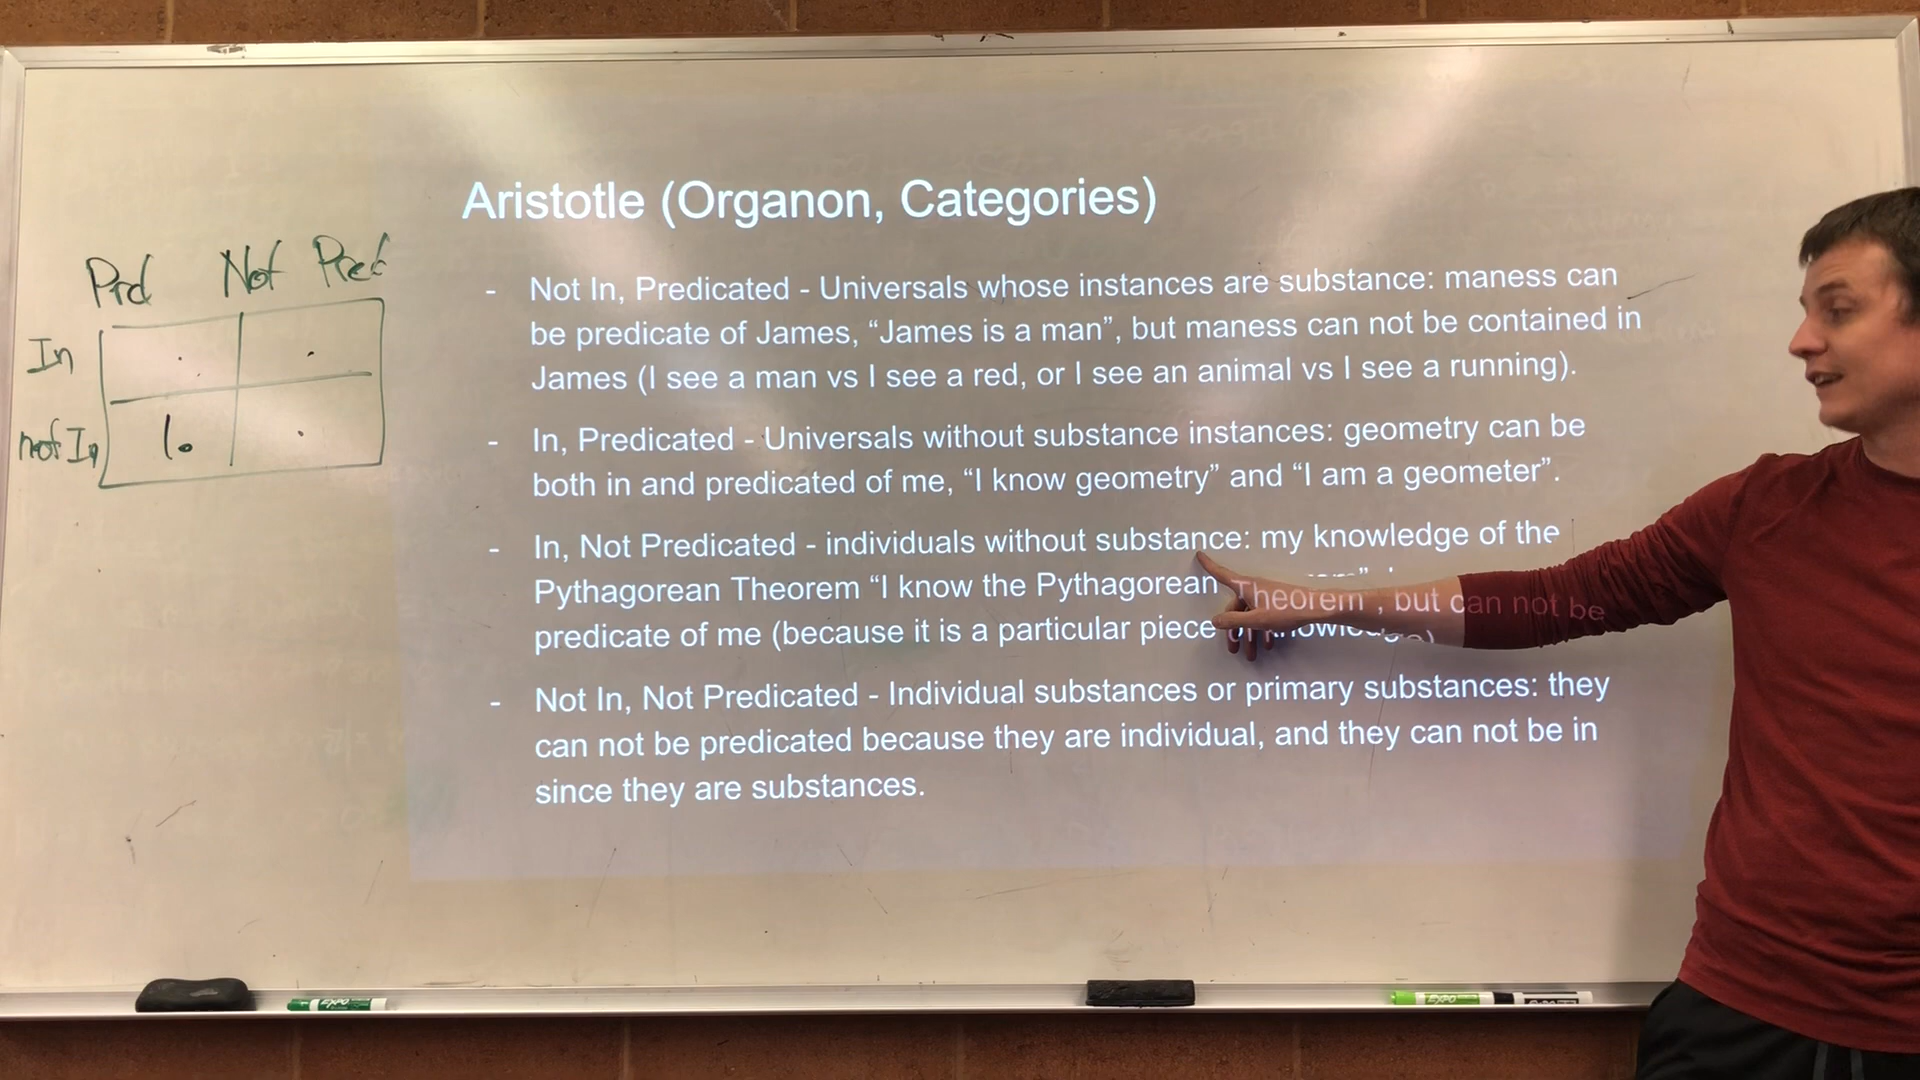 Aristotle (Organon, Categories)
Prd Not Pred
In
not In
1.
- Not In, Predicated - Universals whose instances are substance: maness can
be predicate of James, “James is a man”, but maness can not be contained in
James (I see a man vs I see a red, or I see an animal vs I see a running).
- In, Predicated - Universals without substance instances: geometry can be
both in and predicated of me, “I know geometry” and “I am a geometer”.
- In, Not Predicated - individuals without substance: my knowledge of the
Pythagorean Theorem “I know the Pythagorean Theorem”, but can not be
predicate of me (because it is a particular piece of knowledge)
- Not In, Not Predicated - Individual substances or primary substances: they
can not be predicated because they are individual, and they can not be in
since they are substances.
EXPO
EXPO
EXPO